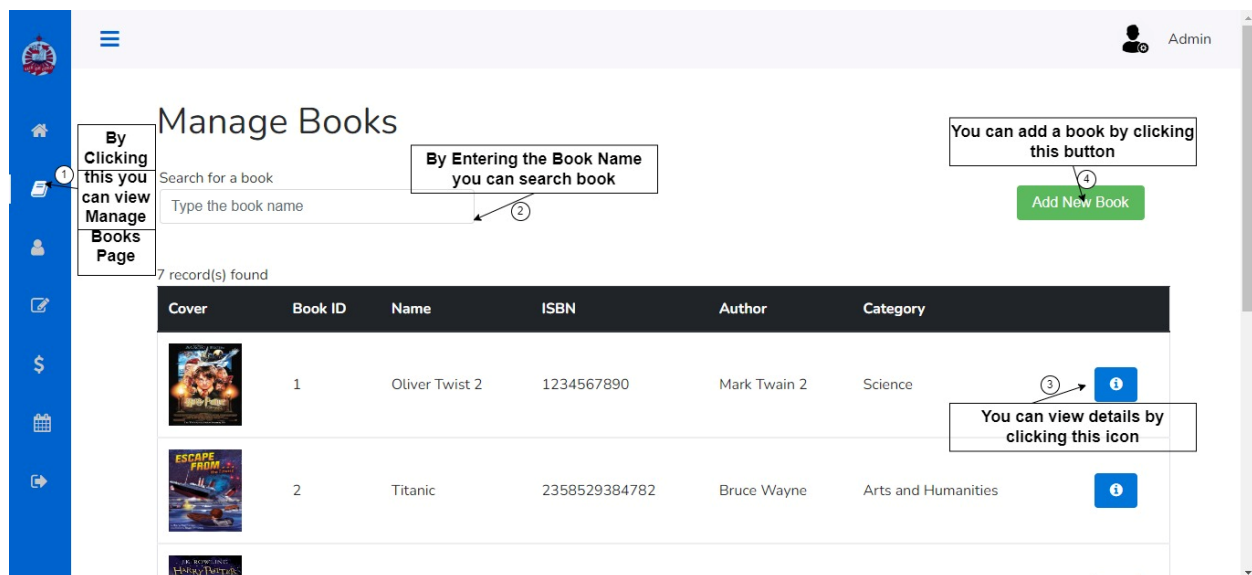 Admin
Manage Books
By
Clicking
this you
can view
Manage
Books
Page
1
By Entering the Book Name
you can search book
2
You can add a book by clicking
this button
4
Search for a book
Type the book name
Add New Book
7 record(s) found
Cover Book ID Name ISBN Author Category
1 Oliver Twist 2 1234567890 Mark Twain 2 Science
3
You can view details by
clicking this icon
ESCAPE
FROM
2 Titanic 2358529384782 Bruce Wayne Arts and Humanities
J.K. ROWLING
HARRY POTTER